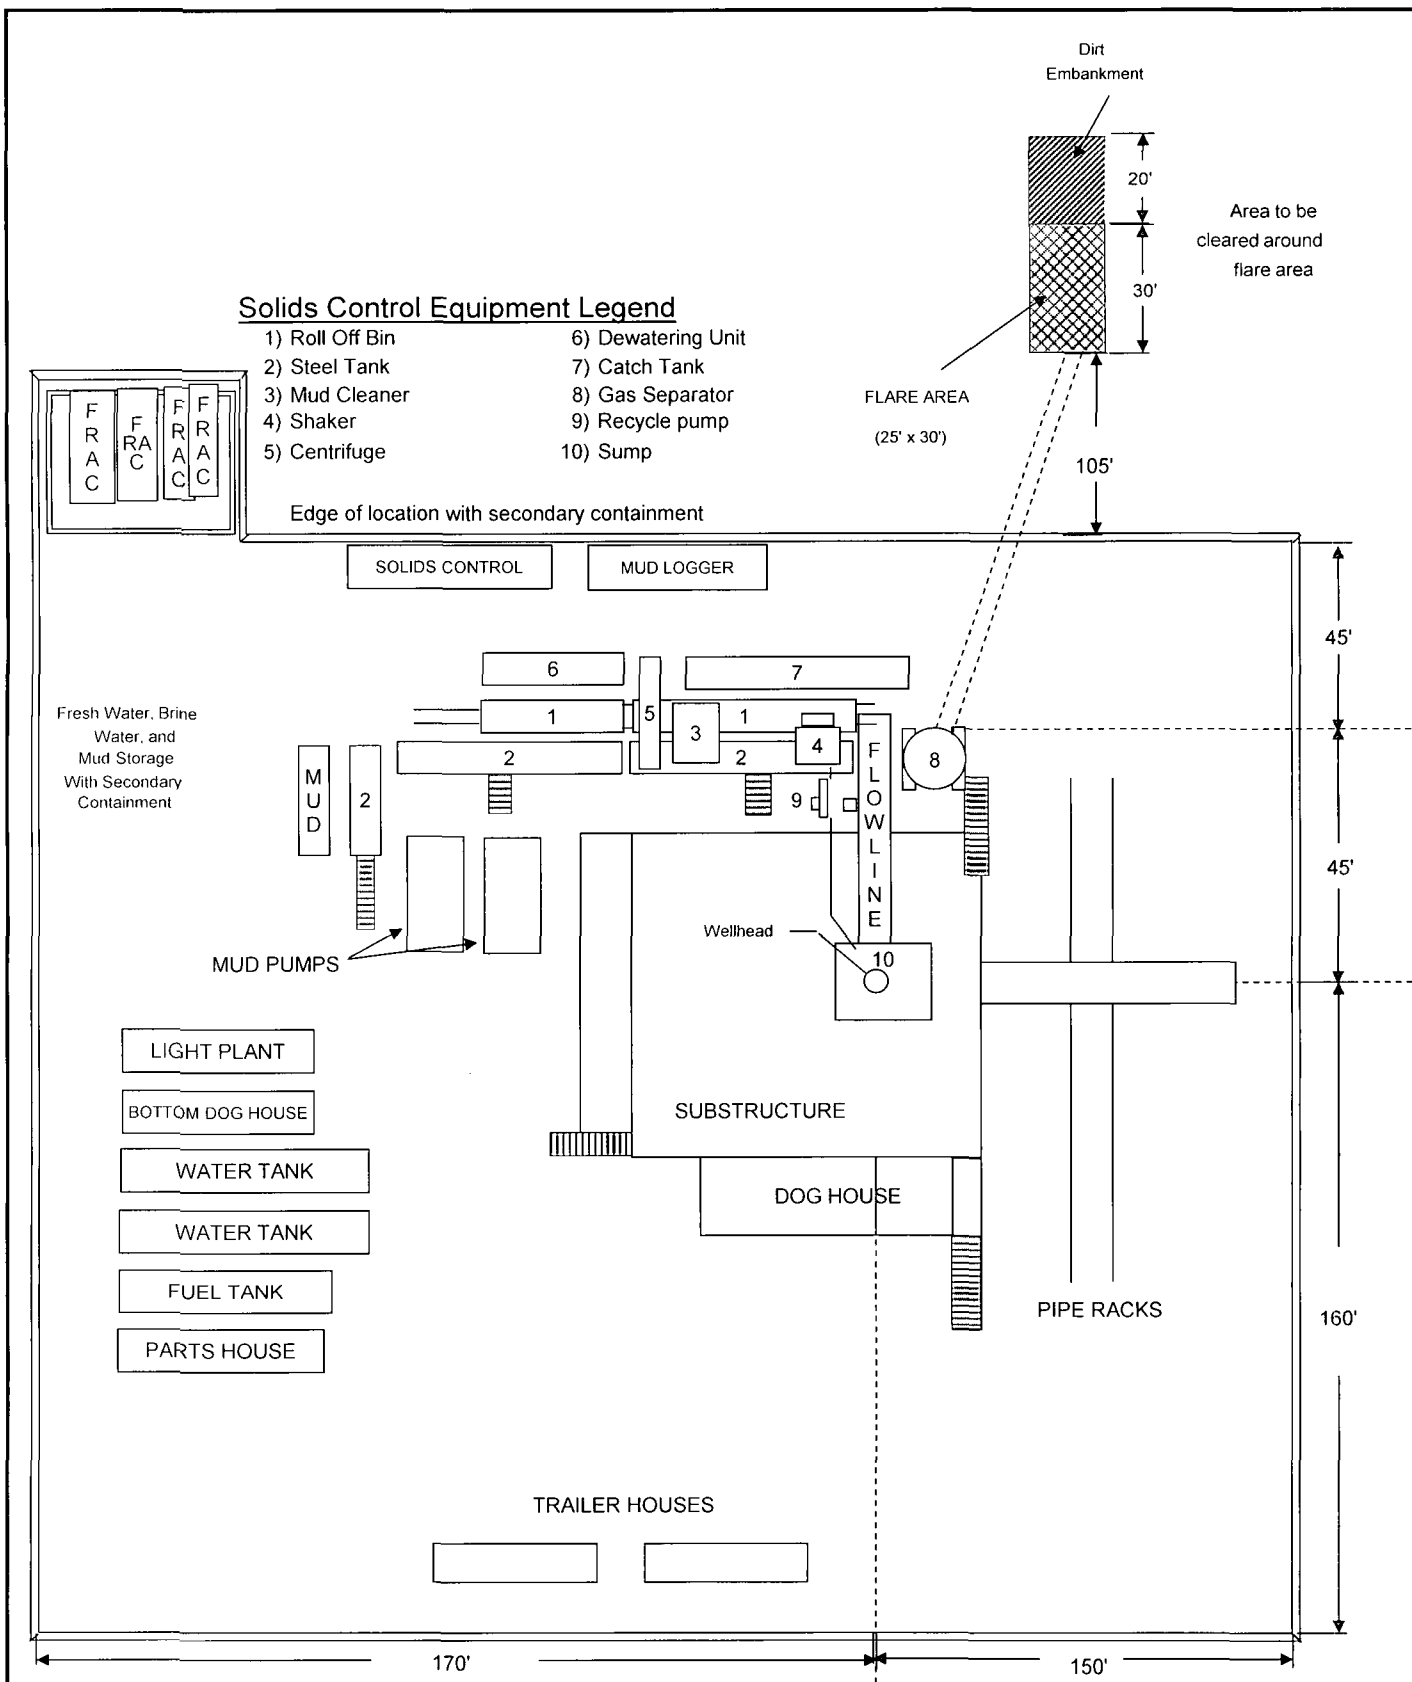 Dirt
Embankment
20'
Area to be
cleared around
flare area
30'
Solids Control Equipment Legend
1) Roll Off Bin
2) Steel Tank
3) Mud Cleaner
4) Shaker
5) Centrifuge
6) Dewatering Unit
7) Catch Tank
8) Gas Separator
9) Recycle pump
10) Sump
FLARE AREA
(25' x 30')
105'
FRAC
FRAC
FRAC
FRAC
Edge of location with secondary containment
SOLIDS CONTROL
MUD LOGGER
45'
6
7
5
1
1
3
4
2
2
8
9
Fresh Water, Brine
Water, and
Mud Storage
With Secondary
Containment
MUD
2
FLOWLINE
45'
Wellhead
10
MUD PUMPS
LIGHT PLANT
BOTTOM DOG HOUSE
SUBSTRUCTURE
WATER TANK
DOG HOUSE
WATER TANK
FUEL TANK
PIPE RACKS
160'
PARTS HOUSE
TRAILER HOUSES
170'
150'